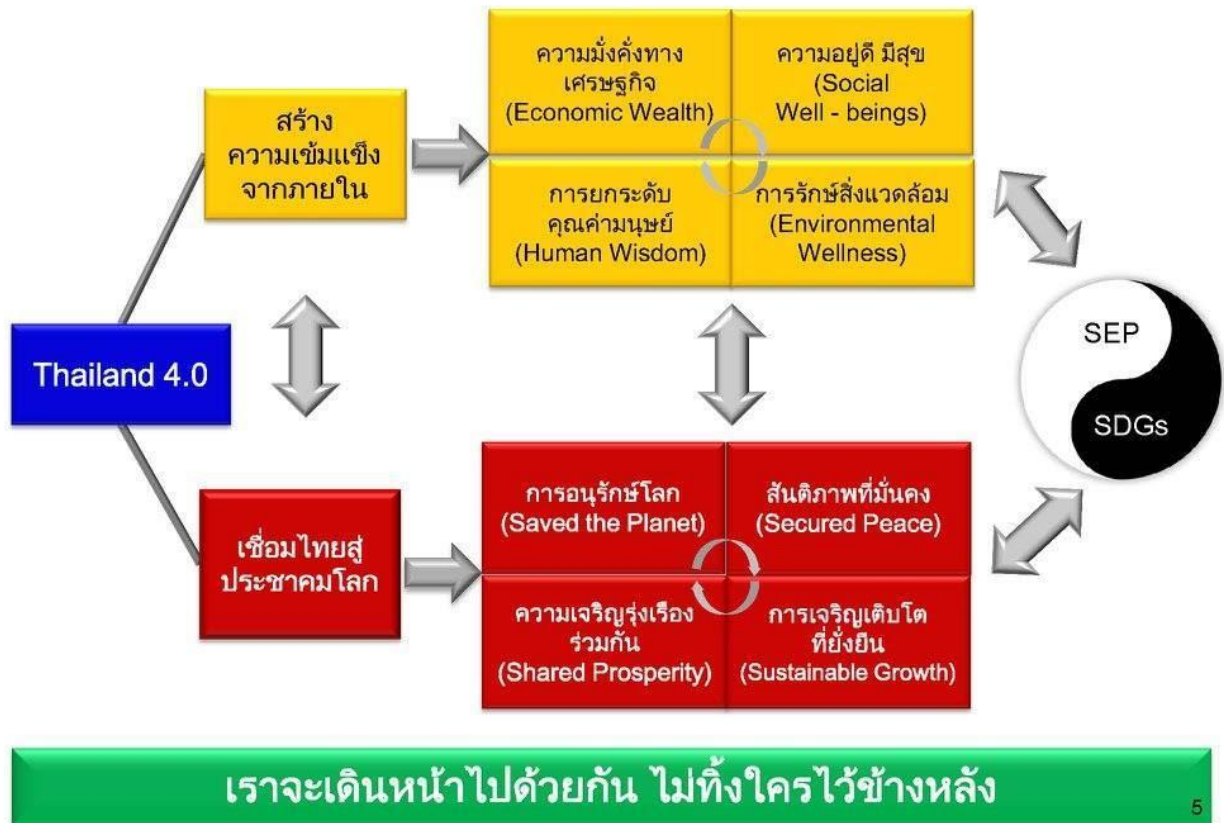 ความมั่งคั่งทาง
เศรษฐกิจ
(Economic Wealth)
ความอยู่ดี มีสุข
(Social
Well - beings)
สร้าง
ความเข้มแข็ง
จากภายใน
การยกระดับ
คุณค่ามนุษย์
(Human Wisdom)
การรักษ์สิ่งแวดล้อม
(Environmental
Wellness)
Thailand 4.0
SEP
SDGs
เชื่อมไทยสู่
ประชาคมโลก
การอนุรักษ์โลก
(Saved the Planet)
สันติภาพที่มั่นคง
(Secured Peace)
ความเจริญรุ่งเรือง
ร่วมกัน
(Shared Prosperity)
การเจริญเติบโต
ที่ยั่งยืน
(Sustainable Growth)
เราจะเดินหน้าไปด้วยกัน ไม่ทิ้งใครไว้ข้างหลัง
5